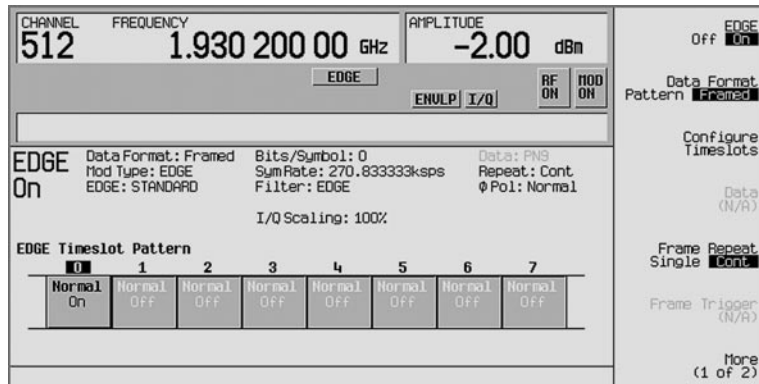 CHANNEL FREQUENCY AMPLITUDE
512 1.930 200 00 GHz -2.00 dBm
EDGE
ENVLP I/Q RF ON MOD ON
EDGE On
Data Format: Framed Bits/Symbol: 0 Data: PN9
Mod Type: EDGE Sym Rate: 270.833333ksps Repeat: Cont
EDGE: STANDARD Filter: EDGE Φ Pol: Normal
I/Q Scaling: 100%
EDGE Timeslot Pattern
0 1 2 3 4 5 6 7
Normal Normal Normal Normal Normal Normal Normal Normal
On Off Off Off Off Off Off Off
EDGE
Off On
Data Format
Pattern Framed
Configure
Timeslots
Data
(N/A)
Frame Repeat
Single Cont
Frame Trigger
(N/A)
More
(1 of 2)